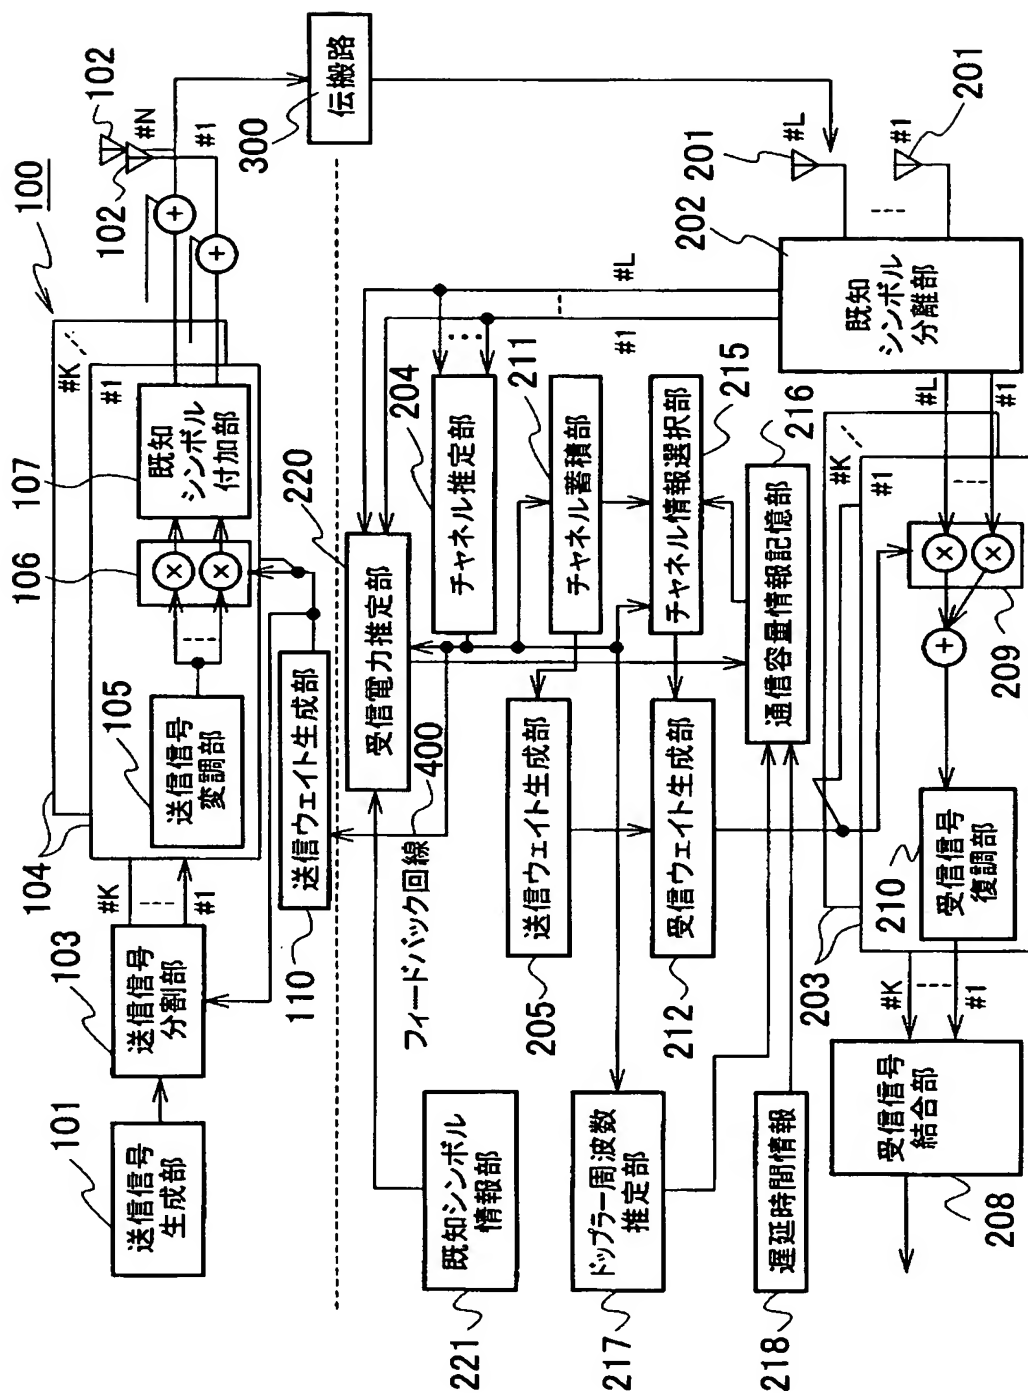 100
101
送信信号
生成部
103
送信信号
分割部
#K
#1
104
#K
#1
105
送信信号
変調部
106
107
既知
シンボル
付加部
102
102
#N
#1
110
送信ウェイト生成部
300
伝搬路
220
受信電力推定部
フィードバック回線
400
221
既知シンボル
情報部
204
チャネル推定部
#L
#1
205
送信ウェイト生成部
211
チャネル蓄積部
217
ドップラー周波数
推定部
212
受信ウェイト生成部
215
チャネル情報選択部
218
遅延時間情報
216
通信容量情報記憶部
202
既知
シンボル
分離部
201
#L
201
#1
#L
#1
203
#K
#1
209
210
受信信号
復調部
#K
#1
208
受信信号
結合部